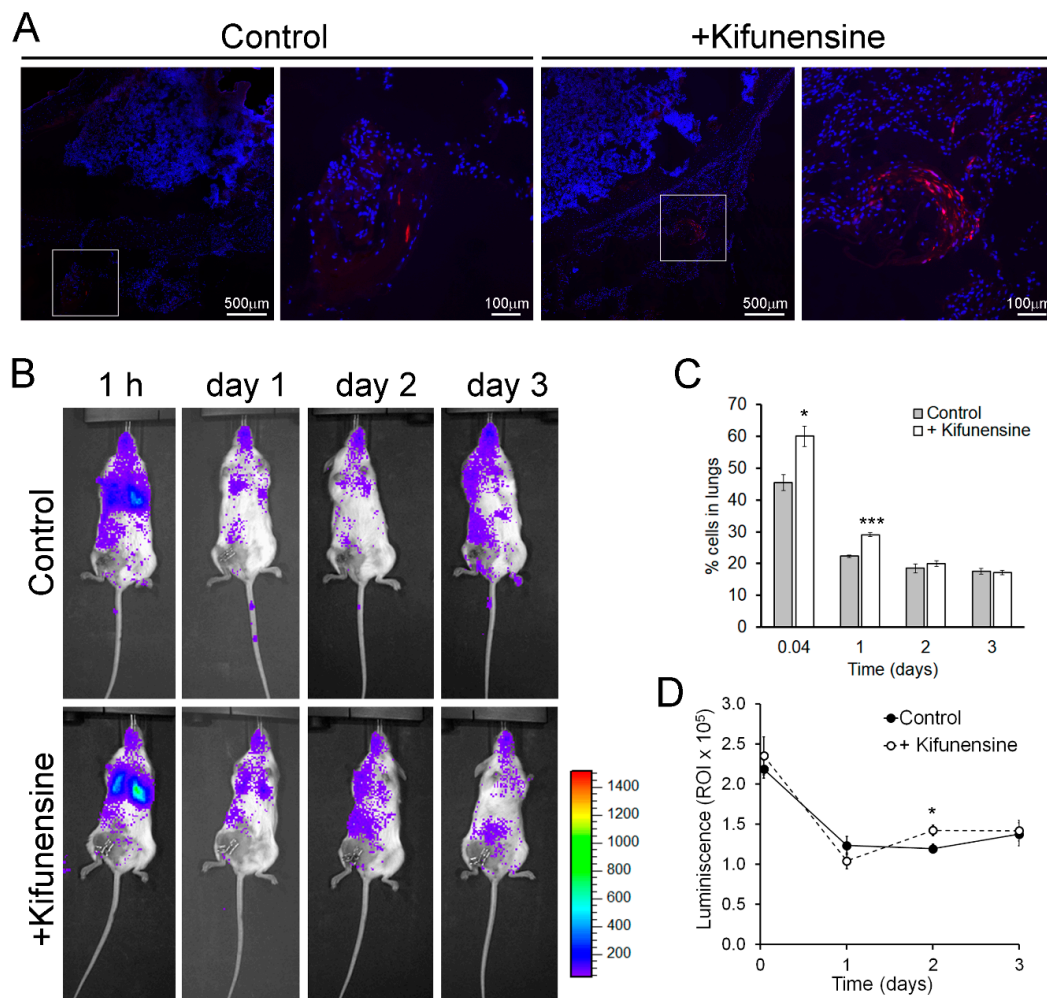 A
Control
+Kifunensine
500µm
100µm
500µm
100µm
B
1 h
day 1
day 2
day 3
Control
+Kifunensine
1400
1200
1000
800
600
400
200
C
Control
+ Kifunensine
% cells in lungs
70
60
50
40
30
20
10
0
*
***
0.04
1
2
3
Time (days)
D
Control
+ Kifunensine
Luminiscence (ROI x 10⁵)
3.0
2.5
2.0
1.5
1.0
0.5
0.0
*
0
1
2
3
Time (days)